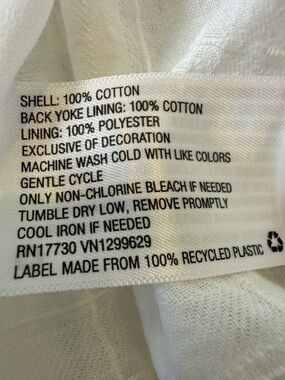 SHELL: 100% COTTON
BACK YOKE LINING: 100% COTTON
LINING: 100% POLYESTER
EXCLUSIVE OF DECORATION
MACHINE WASH COLD WITH LIKE COLORS
GENTLE CYCLE
ONLY NON-CHLORINE BLEACH IF NEEDED
TUMBLE DRY LOW, REMOVE PROMPTLY
COOL IRON IF NEEDED
RN17730 VN1299629
LABEL MADE FROM 100% RECYCLED PLASTIC